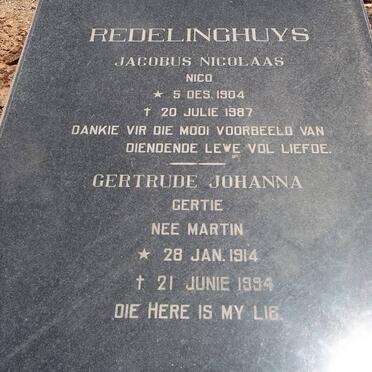 REDELINGHUYS
JACOBUS NICOLAAS
NICO
★ 5 DES. 1904
† 20 JULIE 1987
DANKIE VIR DIE MOOI VOORBEELD VAN
DIENDENDE LEWE VOL LIEFDE.
GERTRUDE JOHANNA
GERTIE
NEE MARTIN
★ 28 JAN. 1914
† 21 JUNIE 1994
DIE HERE IS MY LIG.